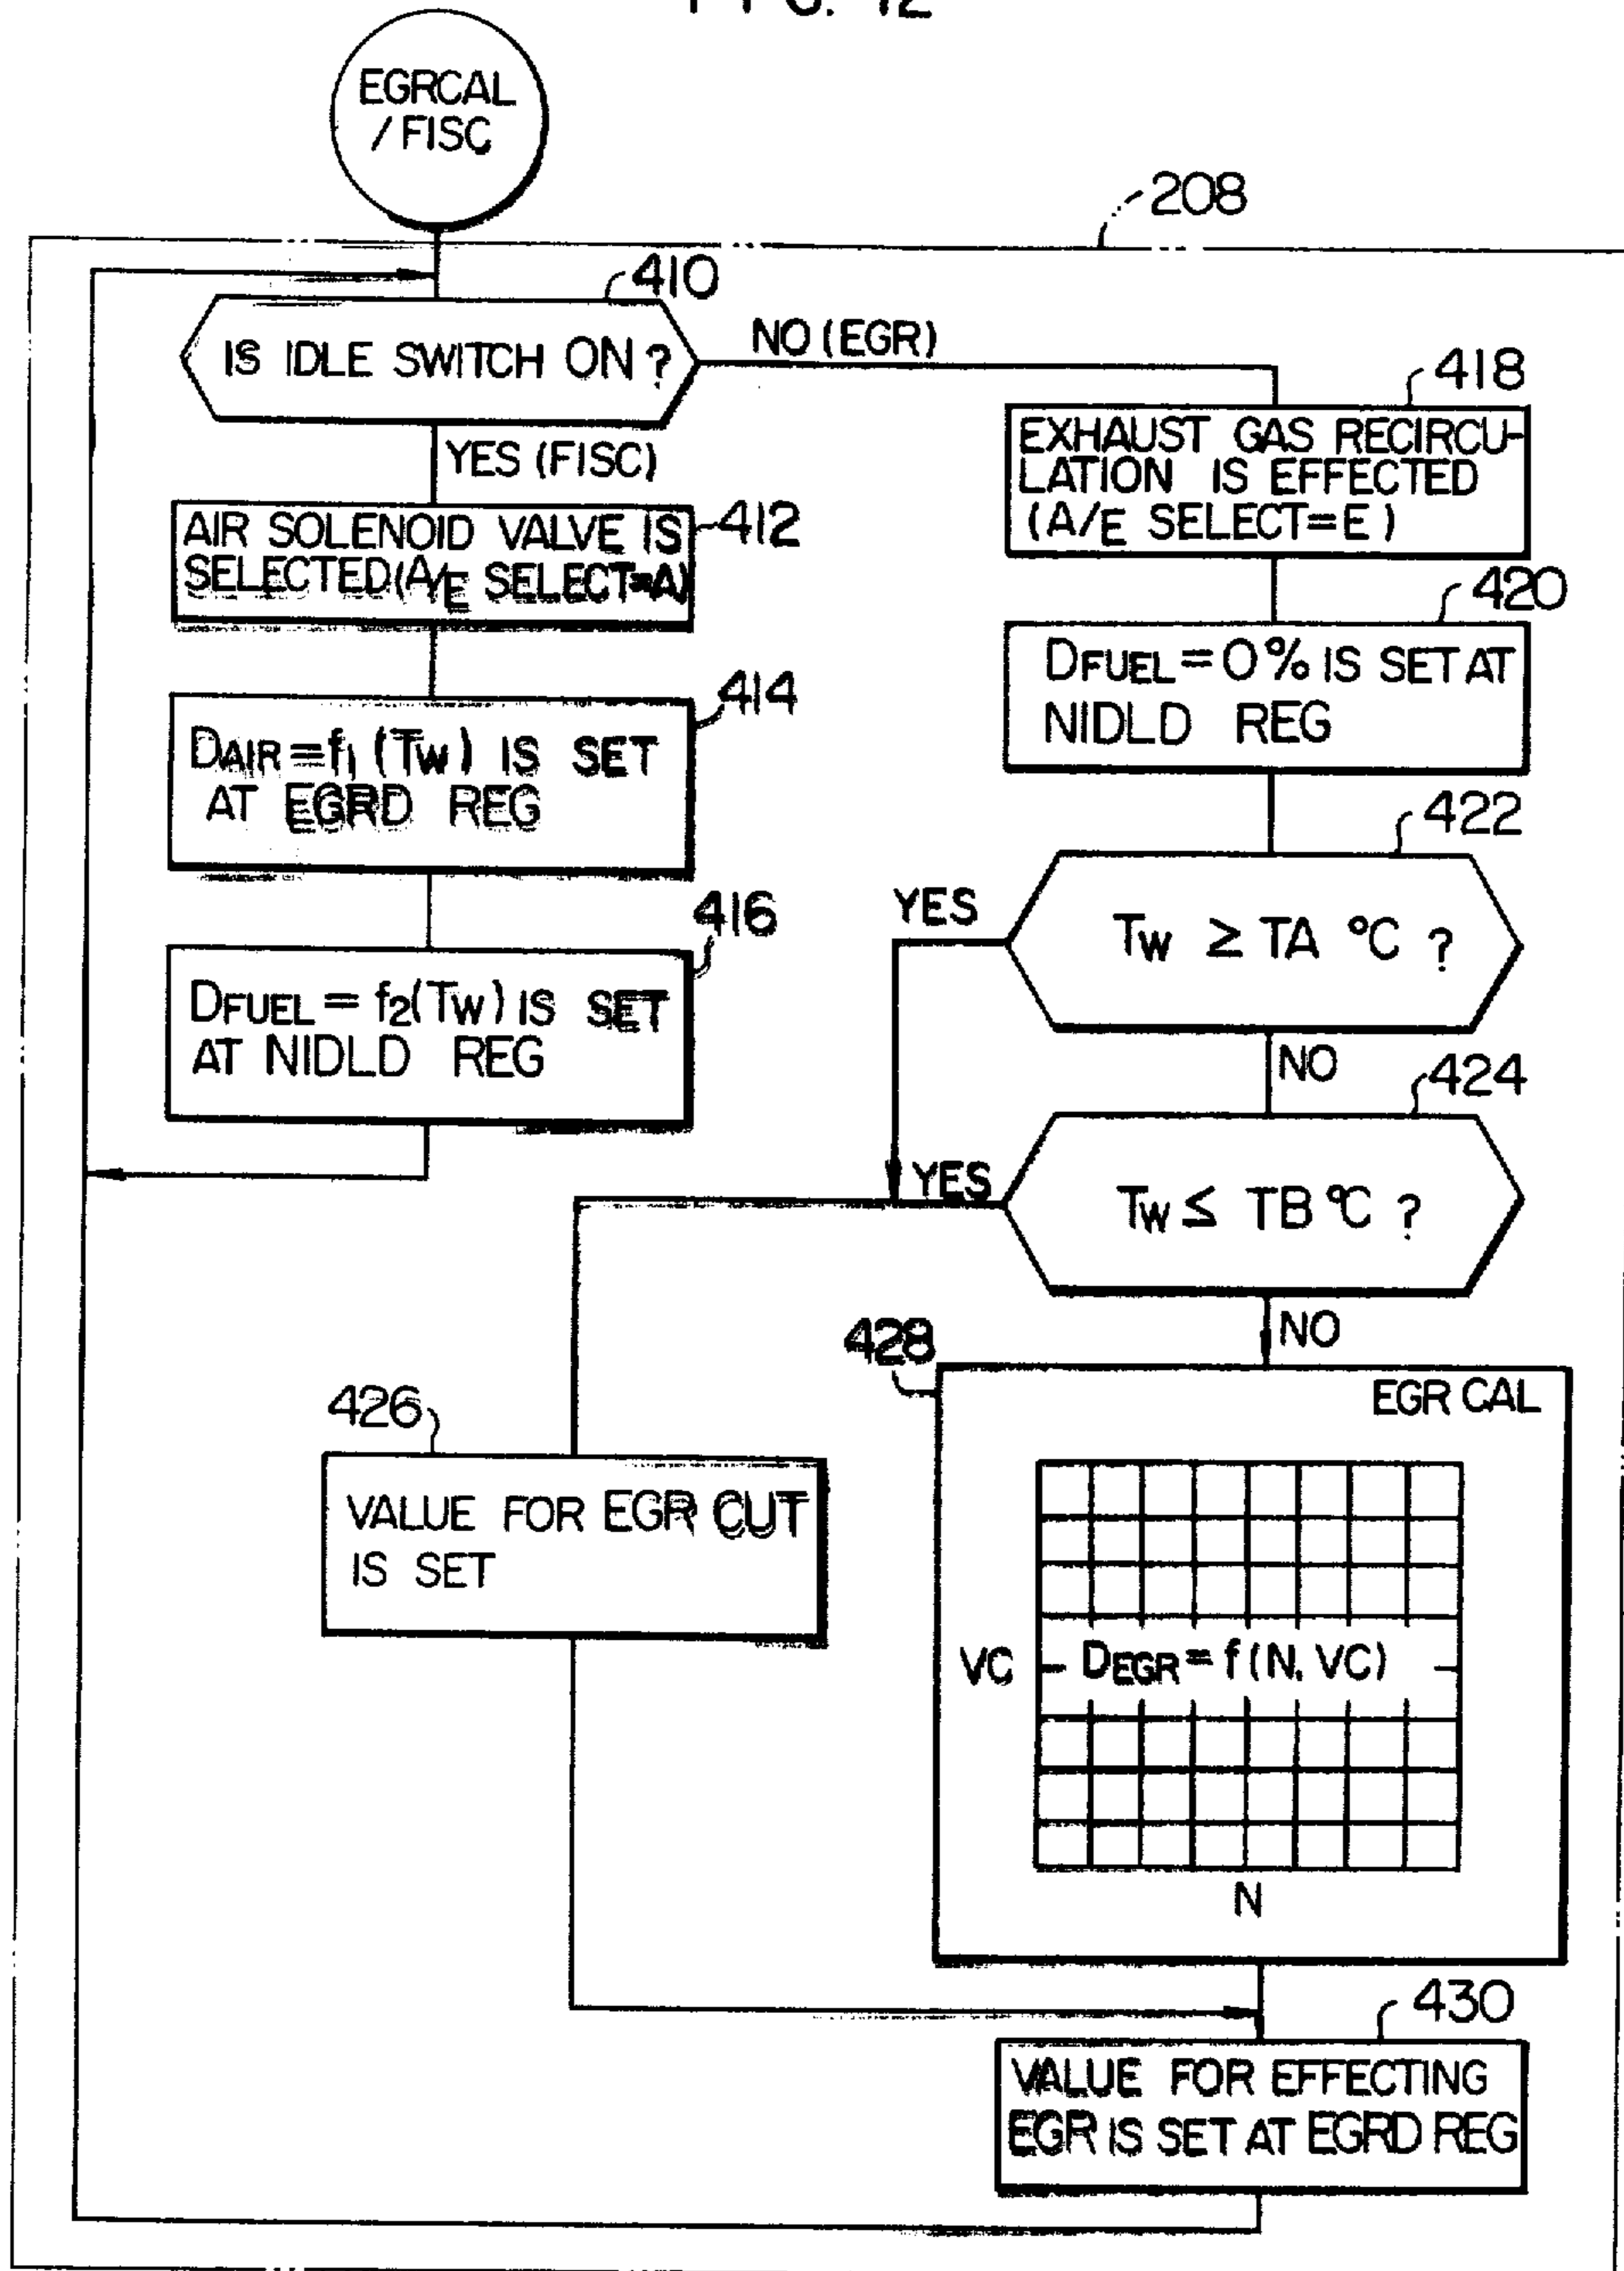 FIG. 42
EGRCAL
/FISC
208
410
IS IDLE SWITCH ON ?
NO (EGR)
YES (FISC)
412
AIR SOLENOID VALVE IS
SELECTED (A/E SELECT=A)
414
DAIR = f1 (TW) IS SET
AT EGRD REG
416
DFUEL = f2(TW) IS SET
AT NIDLD REG
418
EXHAUST GAS RECIRCU-
LATION IS EFFECTED
(A/E SELECT=E)
420
DFUEL = 0% IS SET AT
NIDLD REG
422
TW ≥ TA °C ?
YES
NO
424
TW ≤ TB °C ?
YES
NO
426
VALUE FOR EGR CUT
IS SET
428
EGR CAL
VC
DEGR = f(N, VC)
N
430
VALUE FOR EFFECTING
EGR IS SET AT EGRD REG